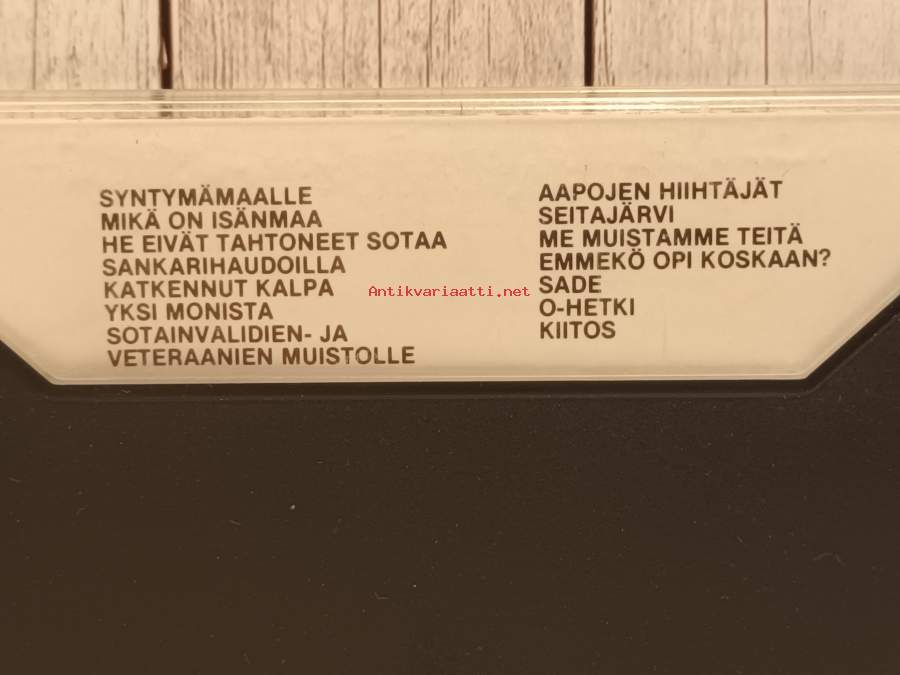 SYNTYMÄMAALLE
MIKÄ ON ISÄNMAA
HE EIVÄT TAHTONEET SOTAA
SANKARIHAUDOILLA
KATKENNUT KALPA
YKSI MONISTA
SOTAINVALIDIEN- JA
VETERAANIEN MUISTOLLE
AAPOJEN HIIHTÄJÄT
SEITAJÄRVI
ME MUISTAMME TEITÄ
EMMEKÖ OPI KOSKAAN?
SADE
O-HETKI
KIITOS
Antikvariaatti.net